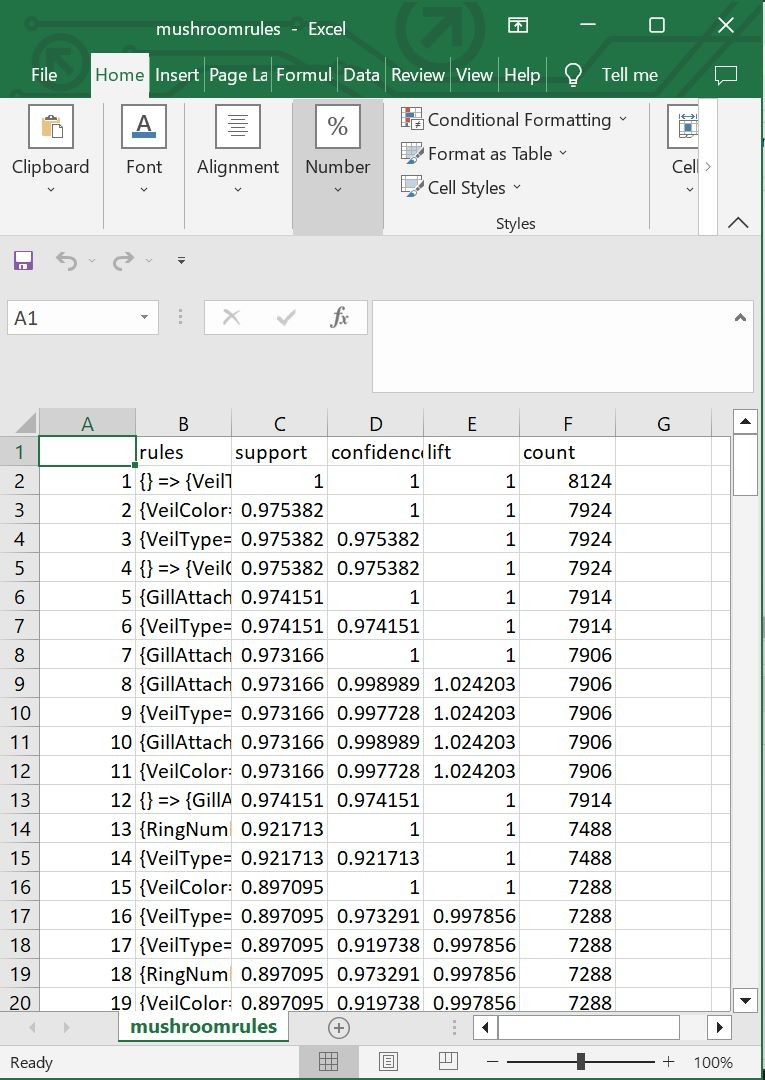 mushroomrules - Excel
File Home Insert Page La Formul Data Review View Help Tell me
Clipboard Font Alignment Number Conditional Formatting Format as Table Cell Styles Cell
Styles
A1 fx
A B C D E F G
1 rules support confidenc lift count
2 1 {} => {VeilT 1 1 1 8124
3 2 {VeilColor= 0.975382 1 1 7924
4 3 {VeilType= 0.975382 0.975382 1 7924
5 4 {} => {VeilC 0.975382 0.975382 1 7924
6 5 {GillAttach 0.974151 1 1 7914
7 6 {VeilType= 0.974151 0.974151 1 7914
8 7 {GillAttach 0.973166 1 1 7906
9 8 {GillAttach 0.973166 0.998989 1.024203 7906
10 9 {VeilType= 0.973166 0.997728 1.024203 7906
11 10 {GillAttach 0.973166 0.998989 1.024203 7906
12 11 {VeilColor= 0.973166 0.997728 1.024203 7906
13 12 {} => {GillA 0.974151 0.974151 1 7914
14 13 {RingNum 0.921713 1 1 7488
15 14 {VeilType= 0.921713 0.921713 1 7488
16 15 {VeilColor= 0.897095 1 1 7288
17 16 {VeilType= 0.897095 0.973291 0.997856 7288
18 17 {VeilType= 0.897095 0.919738 0.997856 7288
19 18 {RingNum 0.897095 0.973291 0.997856 7288
20 19 {VeilColor= 0.897095 0.919738 0.997856 7288
mushroomrules
Ready 100%